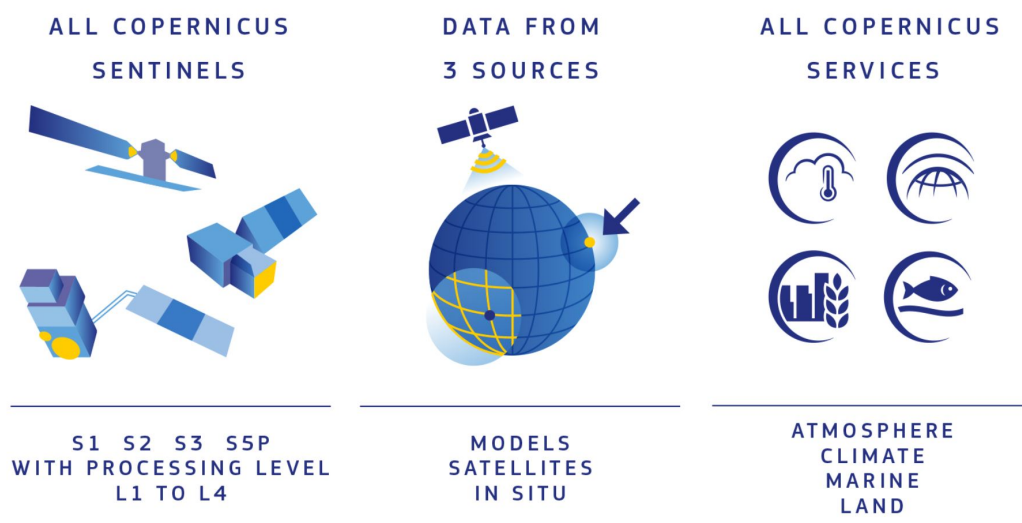 ALL COPERNICUS
SENTINELS
S1 S2 S3 S5P
WITH PROCESSING LEVEL
L1 TO L4
DATA FROM
3 SOURCES
MODELS
SATELLITES
IN SITU
ALL COPERNICUS
SERVICES
ATMOSPHERE
CLIMATE
MARINE
LAND